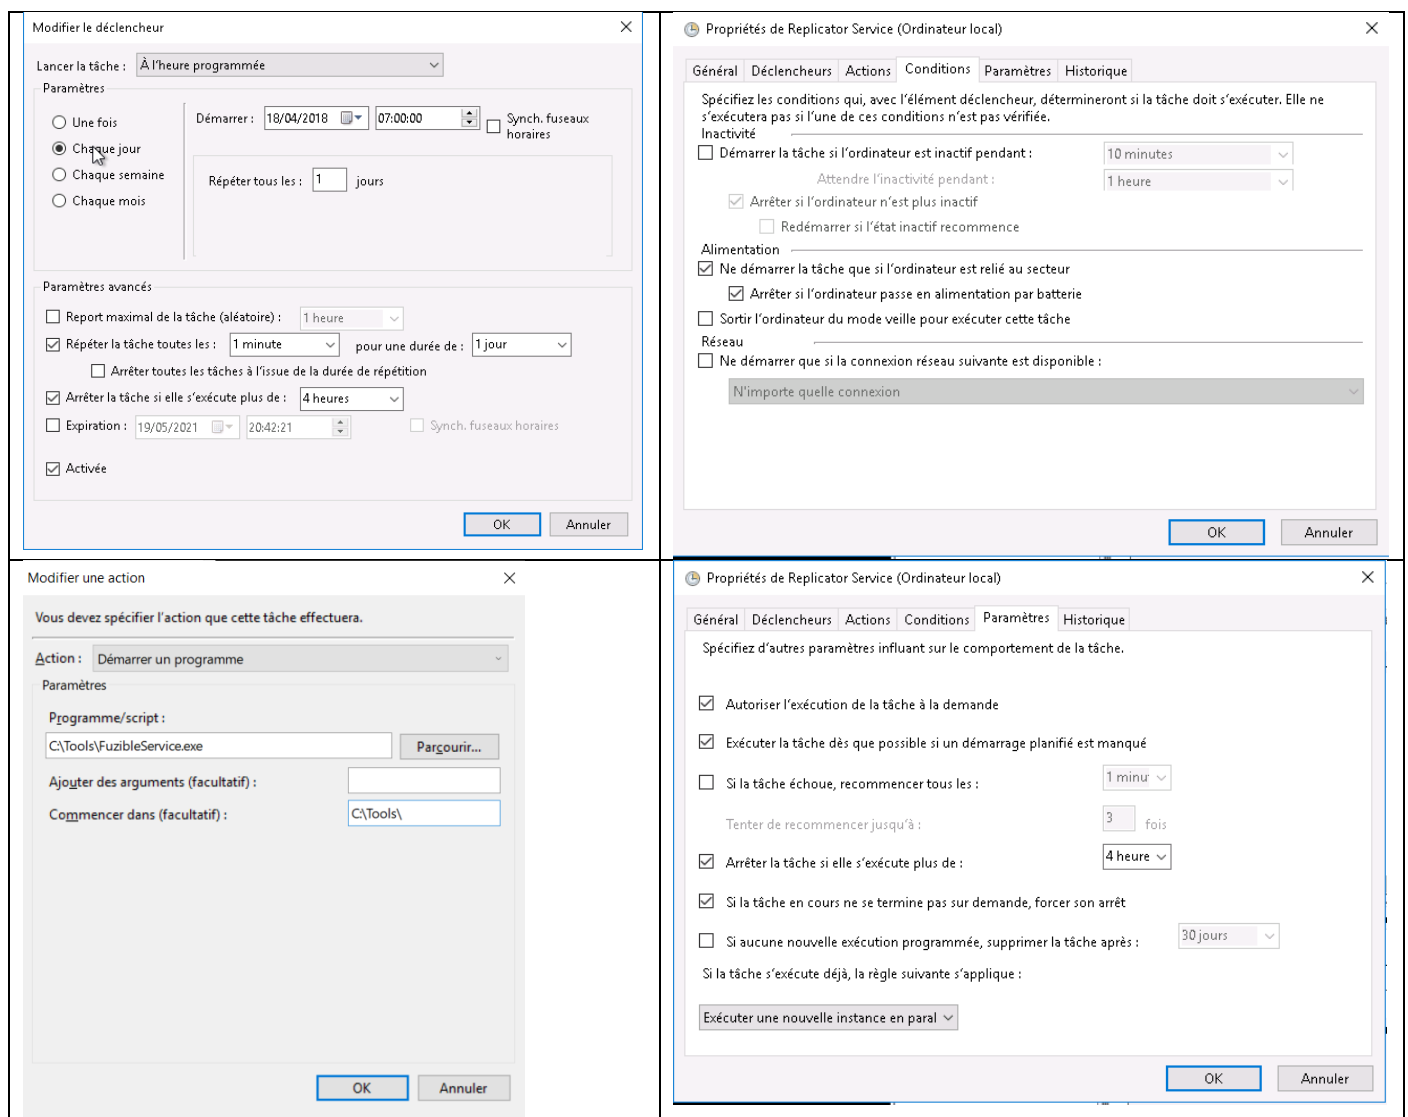 Modifier le déclencheur
Lancer la tâche : À l'heure programmée
Paramètres
Une fois
Chaque jour
Chaque semaine
Chaque mois
Démarrer : 18/04/2018 07:00:00 Synch. fuseaux horaires
Répéter tous les : 1 jours
Paramètres avancés
Report maximal de la tâche (aléatoire) : 1 heure
Répéter la tâche toutes les : 1 minute pour une durée de : 1 jour
Arrêter toutes les tâches à l'issue de la durée de répétition
Arrêter la tâche si elle s'exécute plus de : 4 heures
Expiration : 19/05/2021 20:42:21 Synch. fuseaux horaires
Activée
OK Annuler
Propriétés de Replicator Service (Ordinateur local)
Général Déclencheurs Actions Conditions Paramètres Historique
Spécifiez les conditions qui, avec l'élément déclencheur, détermineront si la tâche doit s'exécuter. Elle ne
s'exécutera pas si l'une de ces conditions n'est pas vérifiée.
Inactivité
Démarrer la tâche si l'ordinateur est inactif pendant : 10 minutes
Attendre l'inactivité pendant : 1 heure
Arrêter si l'ordinateur n'est plus inactif
Redémarrer si l'état inactif recommence
Alimentation
Ne démarrer la tâche que si l'ordinateur est relié au secteur
Arrêter si l'ordinateur passe en alimentation par batterie
Sortir l'ordinateur du mode veille pour exécuter cette tâche
Réseau
Ne démarrer que si la connexion réseau suivante est disponible :
N'importe quelle connexion
OK Annuler
Modifier une action
Vous devez spécifier l'action que cette tâche effectuera.
Action : Démarrer un programme
Paramètres
Programme/script :
C:\Tools\FuzibleService.exe Parcourir...
Ajouter des arguments (facultatif) :
Commencer dans (facultatif) : C:\Tools\
OK Annuler
Propriétés de Replicator Service (Ordinateur local)
Général Déclencheurs Actions Conditions Paramètres Historique
Spécifiez d'autres paramètres influant sur le comportement de la tâche.
Autoriser l'exécution de la tâche à la demande
Exécuter la tâche dès que possible si un démarrage planifié est manqué
Si la tâche échoue, recommencer tous les : 1 minu
Tenter de recommencer jusqu'à : 3 fois
Arrêter la tâche si elle s'exécute plus de : 4 heure
Si la tâche en cours ne se termine pas sur demande, forcer son arrêt
Si aucune nouvelle exécution programmée, supprimer la tâche après : 30 jours
Si la tâche s'exécute déjà, la règle suivante s'applique :
Exécuter une nouvelle instance en paral
OK Annuler